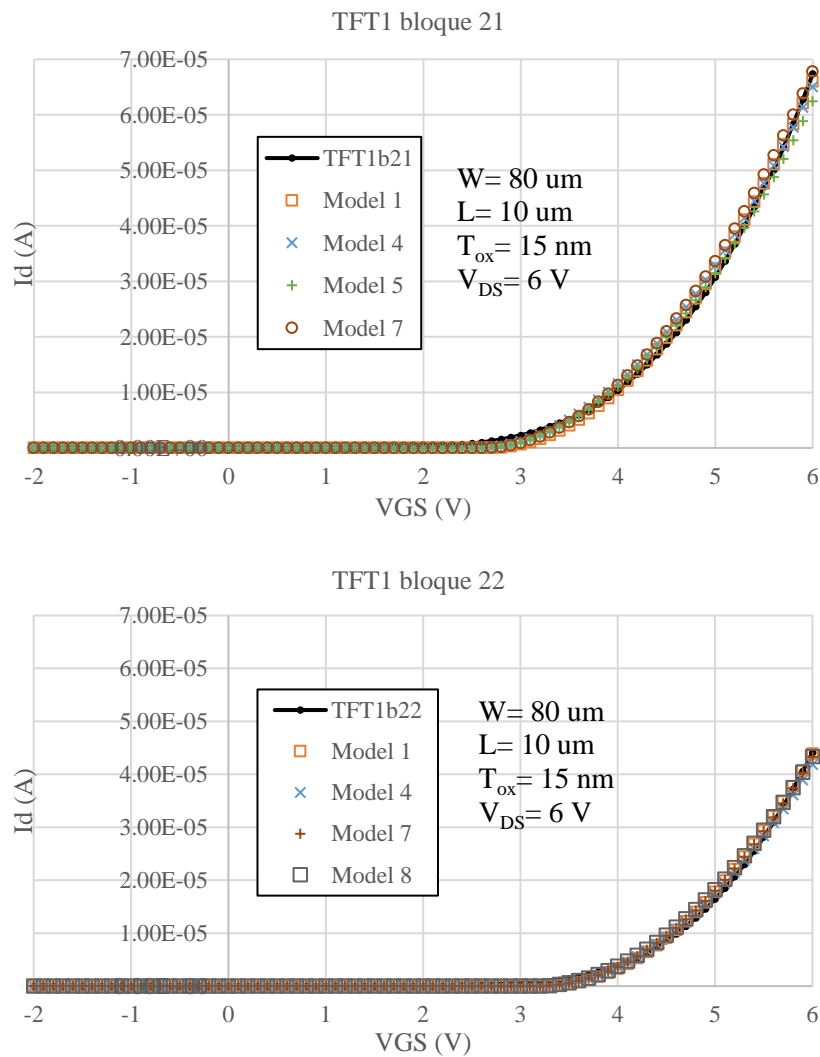 TFT1 bloque 21
7.00E-05
6.00E-05
5.00E-05
4.00E-05
3.00E-05
2.00E-05
1.00E-05
0.00E+00
Id (A)
TFT1b21
Model 1
Model 4
Model 5
Model 7
W= 80 um
L= 10 um
Tox= 15 nm
VDS= 6 V
-2 -1 0 1 2 3 4 5 6
VGS (V)
TFT1 bloque 22
7.00E-05
6.00E-05
5.00E-05
4.00E-05
3.00E-05
2.00E-05
1.00E-05
Id (A)
TFT1b22
Model 1
Model 4
Model 7
Model 8
W= 80 um
L= 10 um
Tox= 15 nm
VDS= 6 V
-2 -1 0 1 2 3 4 5 6
VGS (V)